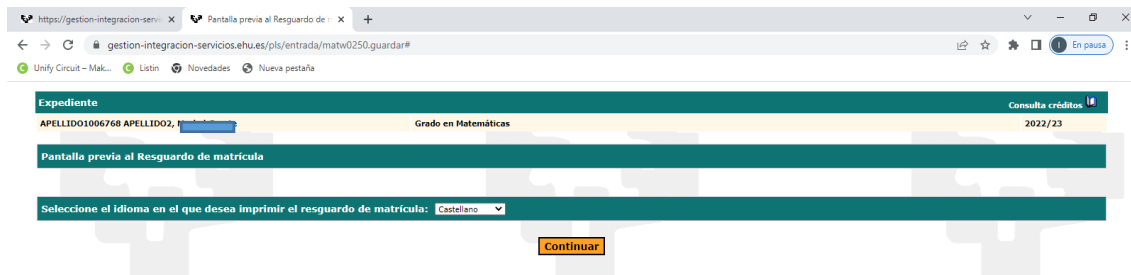 https://gestion-integracion-servi
Pantalla previa al Resguardo de
gestion-integracion-servicios.ehu.es/pls/entrada/matw0250.guardar#
En pausa
Unify Circuit – Mak... Listin Novedades Nueva pestaña
Expediente Consulta créditos
APELLIDO1006768 APELLIDO2, Grado en Matemáticas 2022/23
Pantalla previa al Resguardo de matrícula
Seleccione el idioma en el que desea imprimir el resguardo de matrícula: Castellano
Continuar